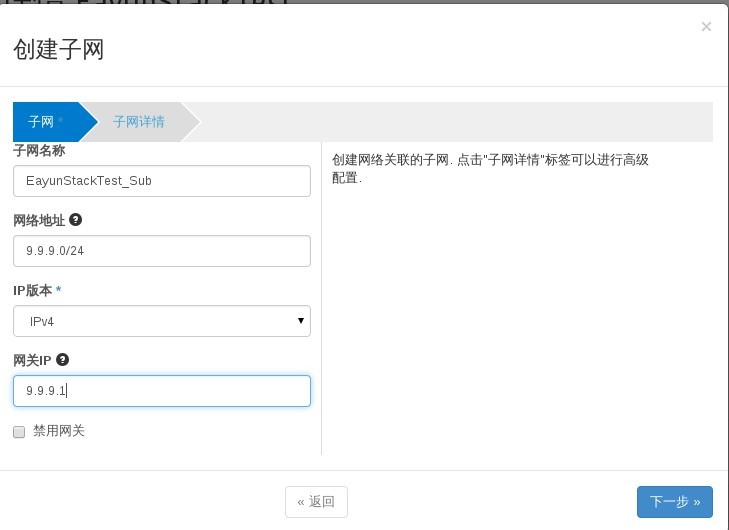 ×
创建子网
子网 *
子网详情
子网名称
EayunStackTest_Sub
网络地址
9.9.9.0/24
IP版本 *
IPv4
网关IP
9.9.9.1
禁用网关
创建网络关联的子网. 点击"子网详情"标签可以进行高级
配置.
« 返回
下一步 »